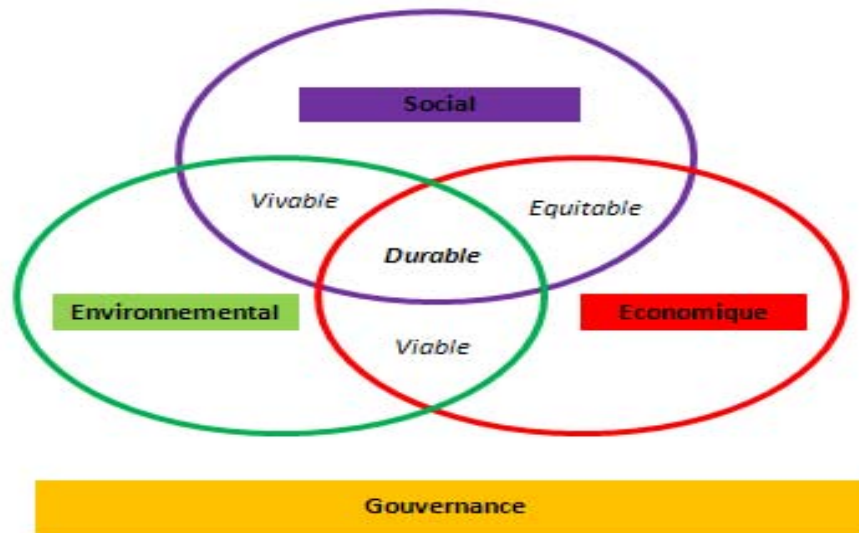 Social
Vivable
Equitable
Durable
Environnemental
Economique
Viable
Gouvernance